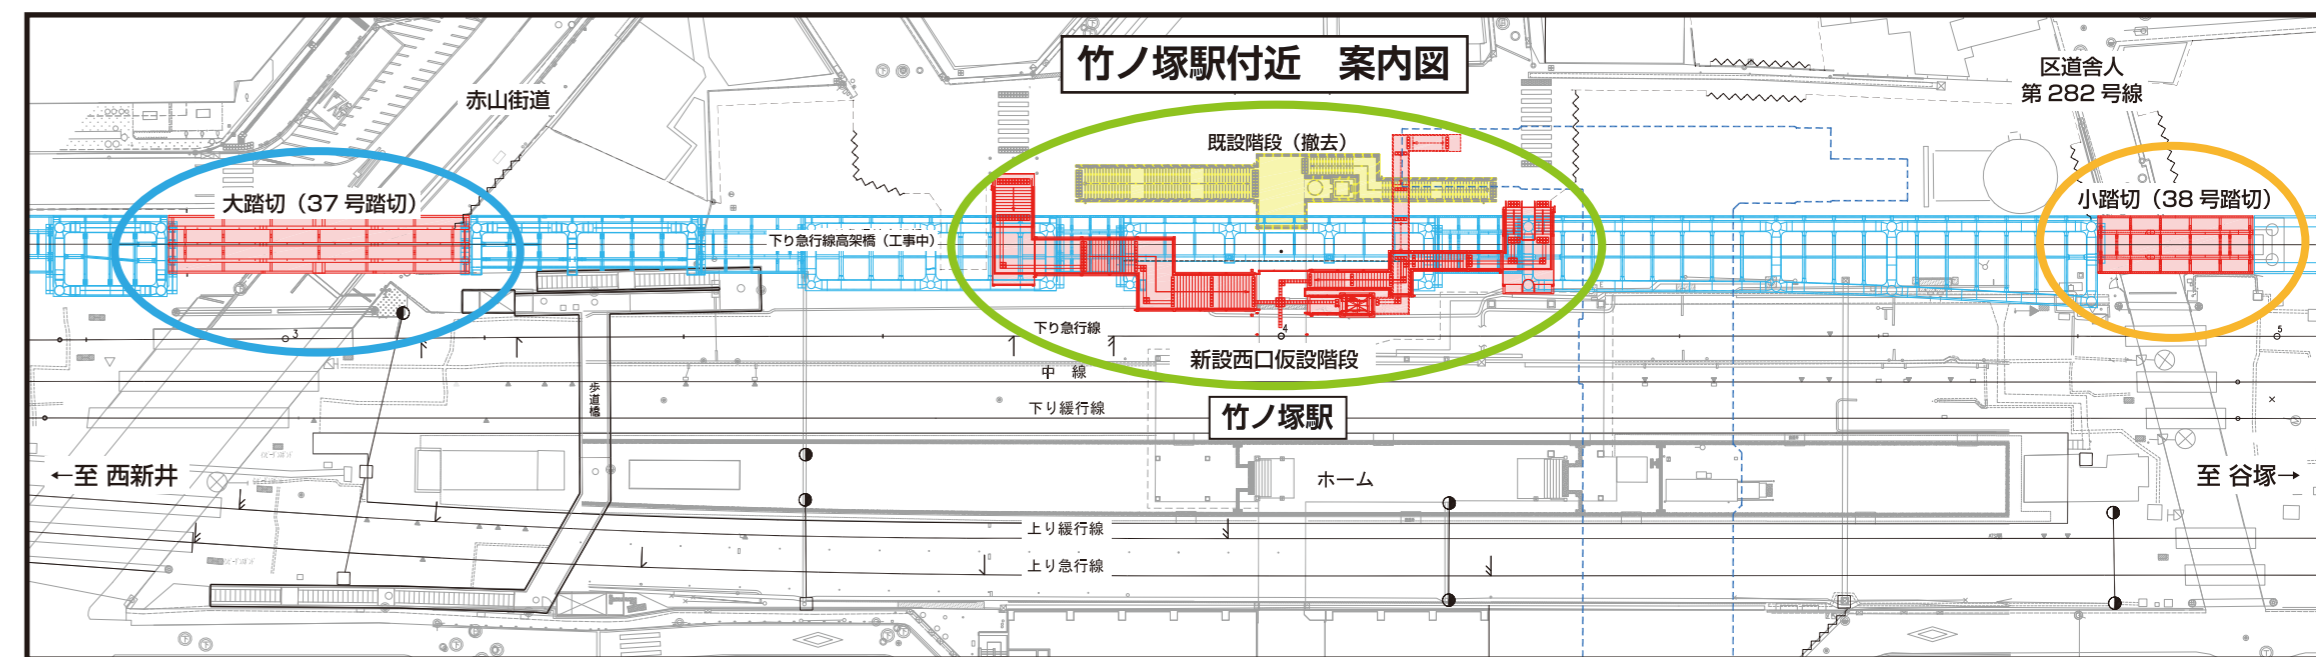 竹ノ塚駅付近 案内図
赤山街道
区道舎人
第282号線
既設階段（撤去）
大踏切（37号踏切）
小踏切（38号踏切）
下り急行線高架橋（工事中）
下り急行線
3
4
5
新設西口仮設階段
中 線
歩道橋
下り緩行線
竹ノ塚駅
←至 西新井
ホーム
至 谷塚→
上り緩行線
上り急行線